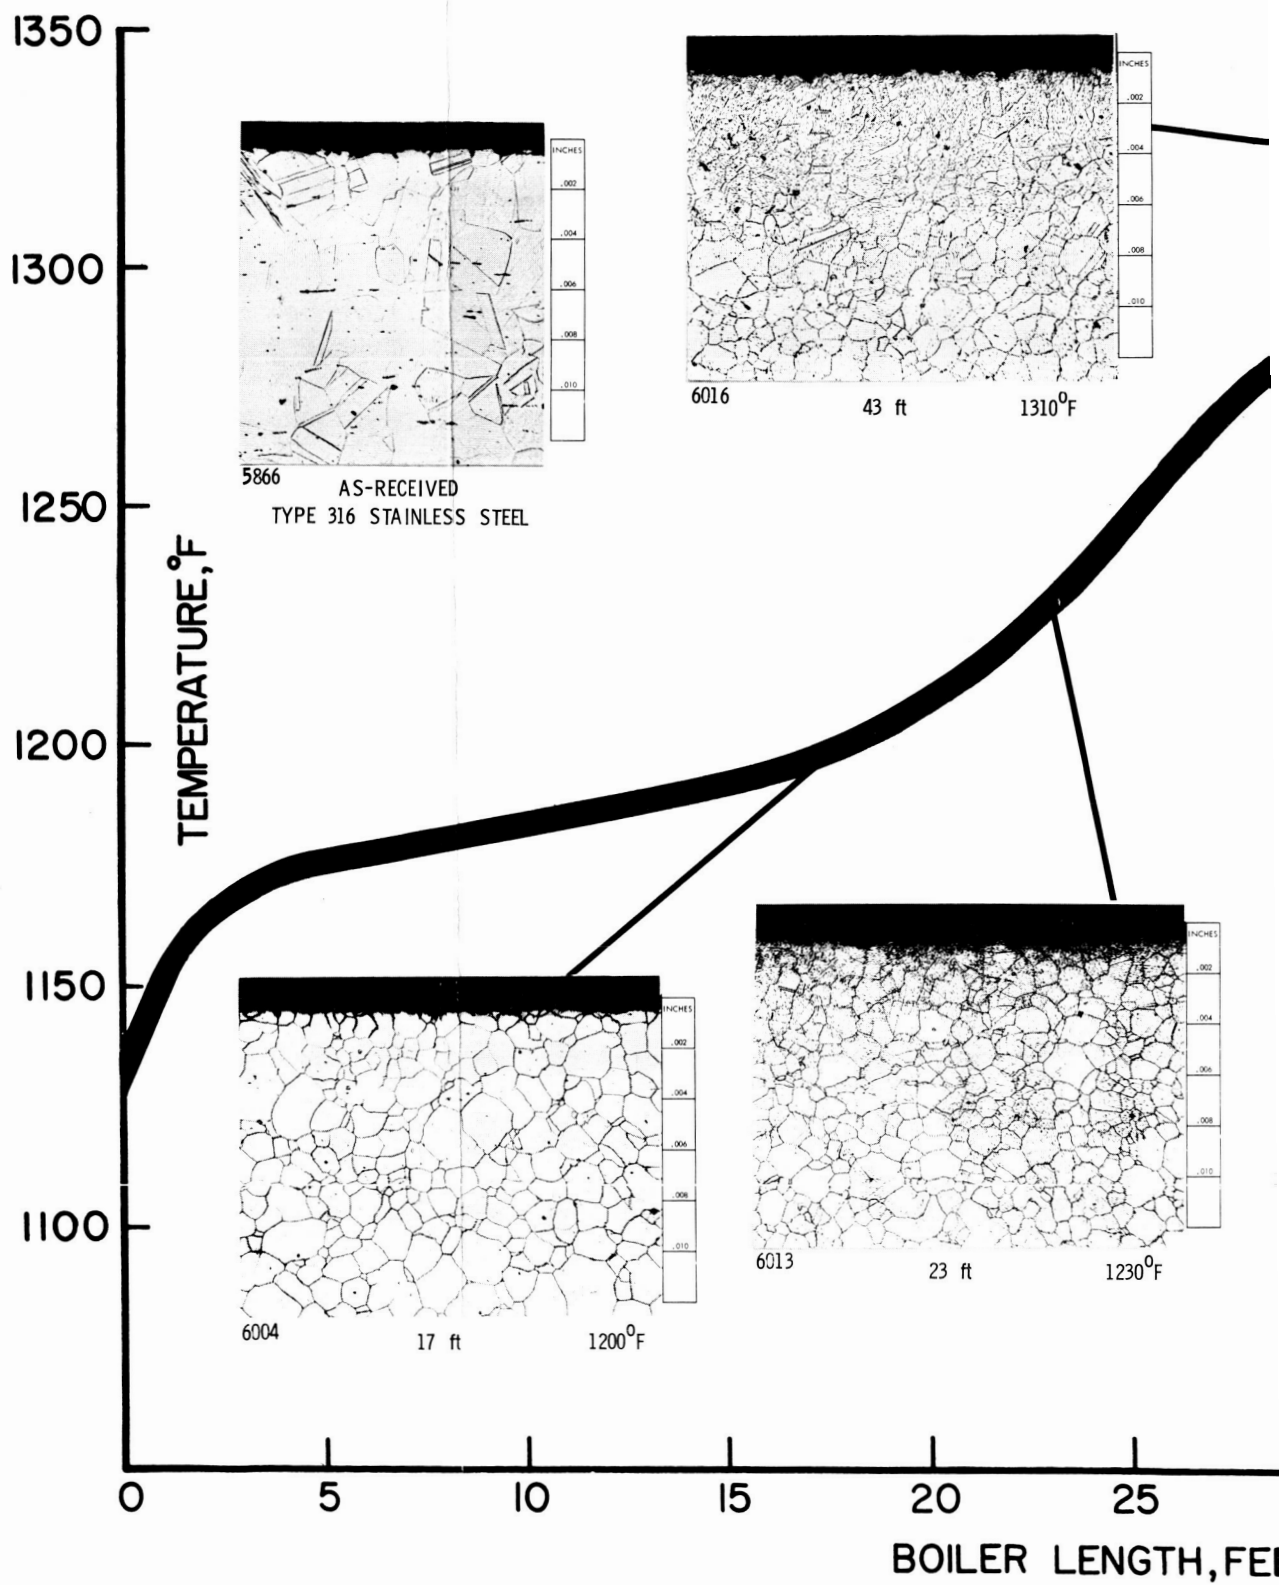 1350
1300
1250
1200
1150
1100
TEMPERATURE, °F
INCHES
.002
.004
.006
.008
.010
5866
AS-RECEIVED
TYPE 316 STAINLESS STEEL
INCHES
.002
.004
.006
.008
.010
6016 43 ft 1310°F
INCHES
.002
.004
.006
.008
.010
6004 17 ft 1200°F
INCHES
.002
.004
.006
.008
.010
6013 23 ft 1230°F
0 5 10 15 20 25
BOILER LENGTH, FEE